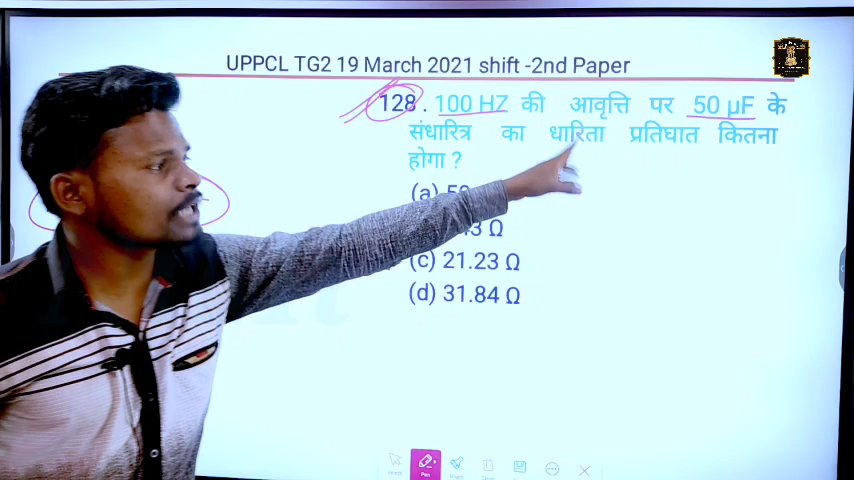 UPPCL TG2 19 March 2021 shift -2nd Paper
128. 100 HZ की आवृत्ति पर 50 µF के
संधारित्र का धारिता प्रतिघात कितना
होगा ?
(a)
Ω
(c) 21.23 Ω
(d) 31.84 Ω
Pen